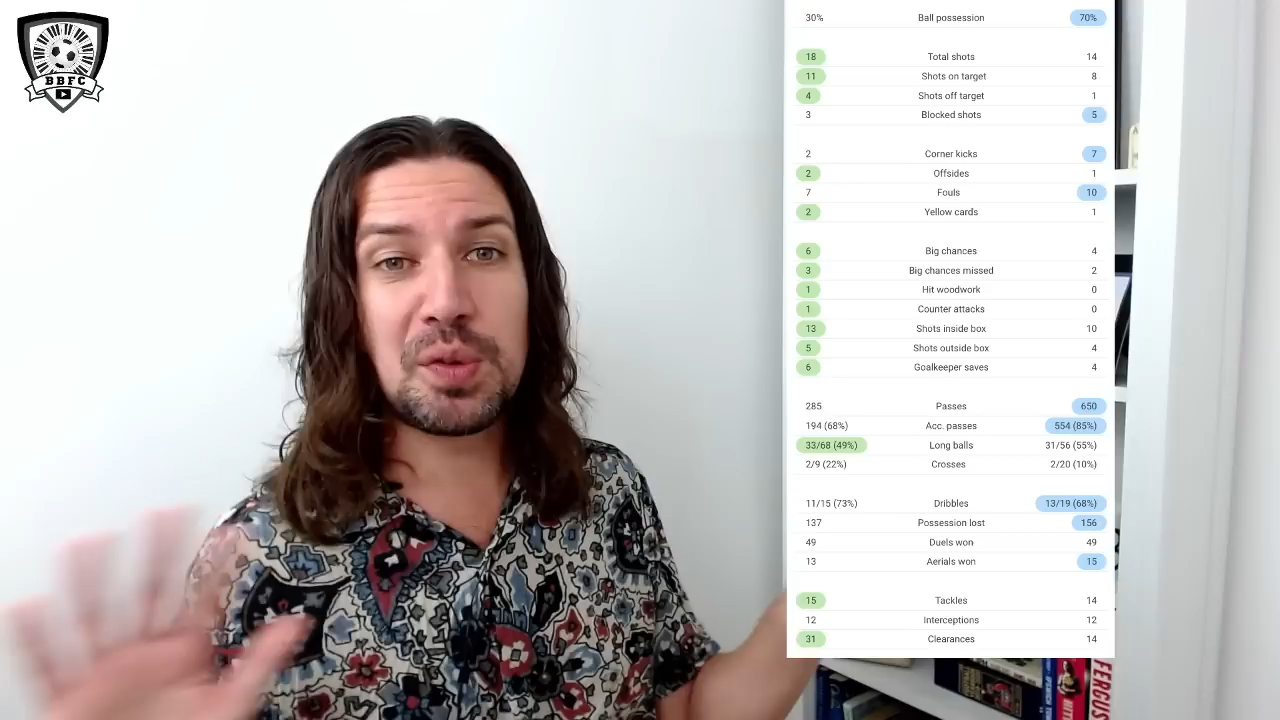 BBFC
30% Ball possession 70%
18 Total shots 14
11 Shots on target 8
4 Shots off target 1
3 Blocked shots 5
2 Corner kicks 7
2 Offsides 1
7 Fouls 10
2 Yellow cards 1
6 Big chances 4
3 Big chances missed 2
1 Hit woodwork 0
1 Counter attacks 0
13 Shots inside box 10
5 Shots outside box 4
6 Goalkeeper saves 4
285 Passes 650
194 (68%) Acc. passes 554 (85%)
33/68 (49%) Long balls 31/56 (55%)
2/9 (22%) Crosses 2/20 (10%)
11/15 (73%) Dribbles 13/19 (68%)
137 Possession lost 156
49 Duels won 49
13 Aerials won 15
15 Tackles 14
12 Interceptions 12
31 Clearances 14
FERGUS